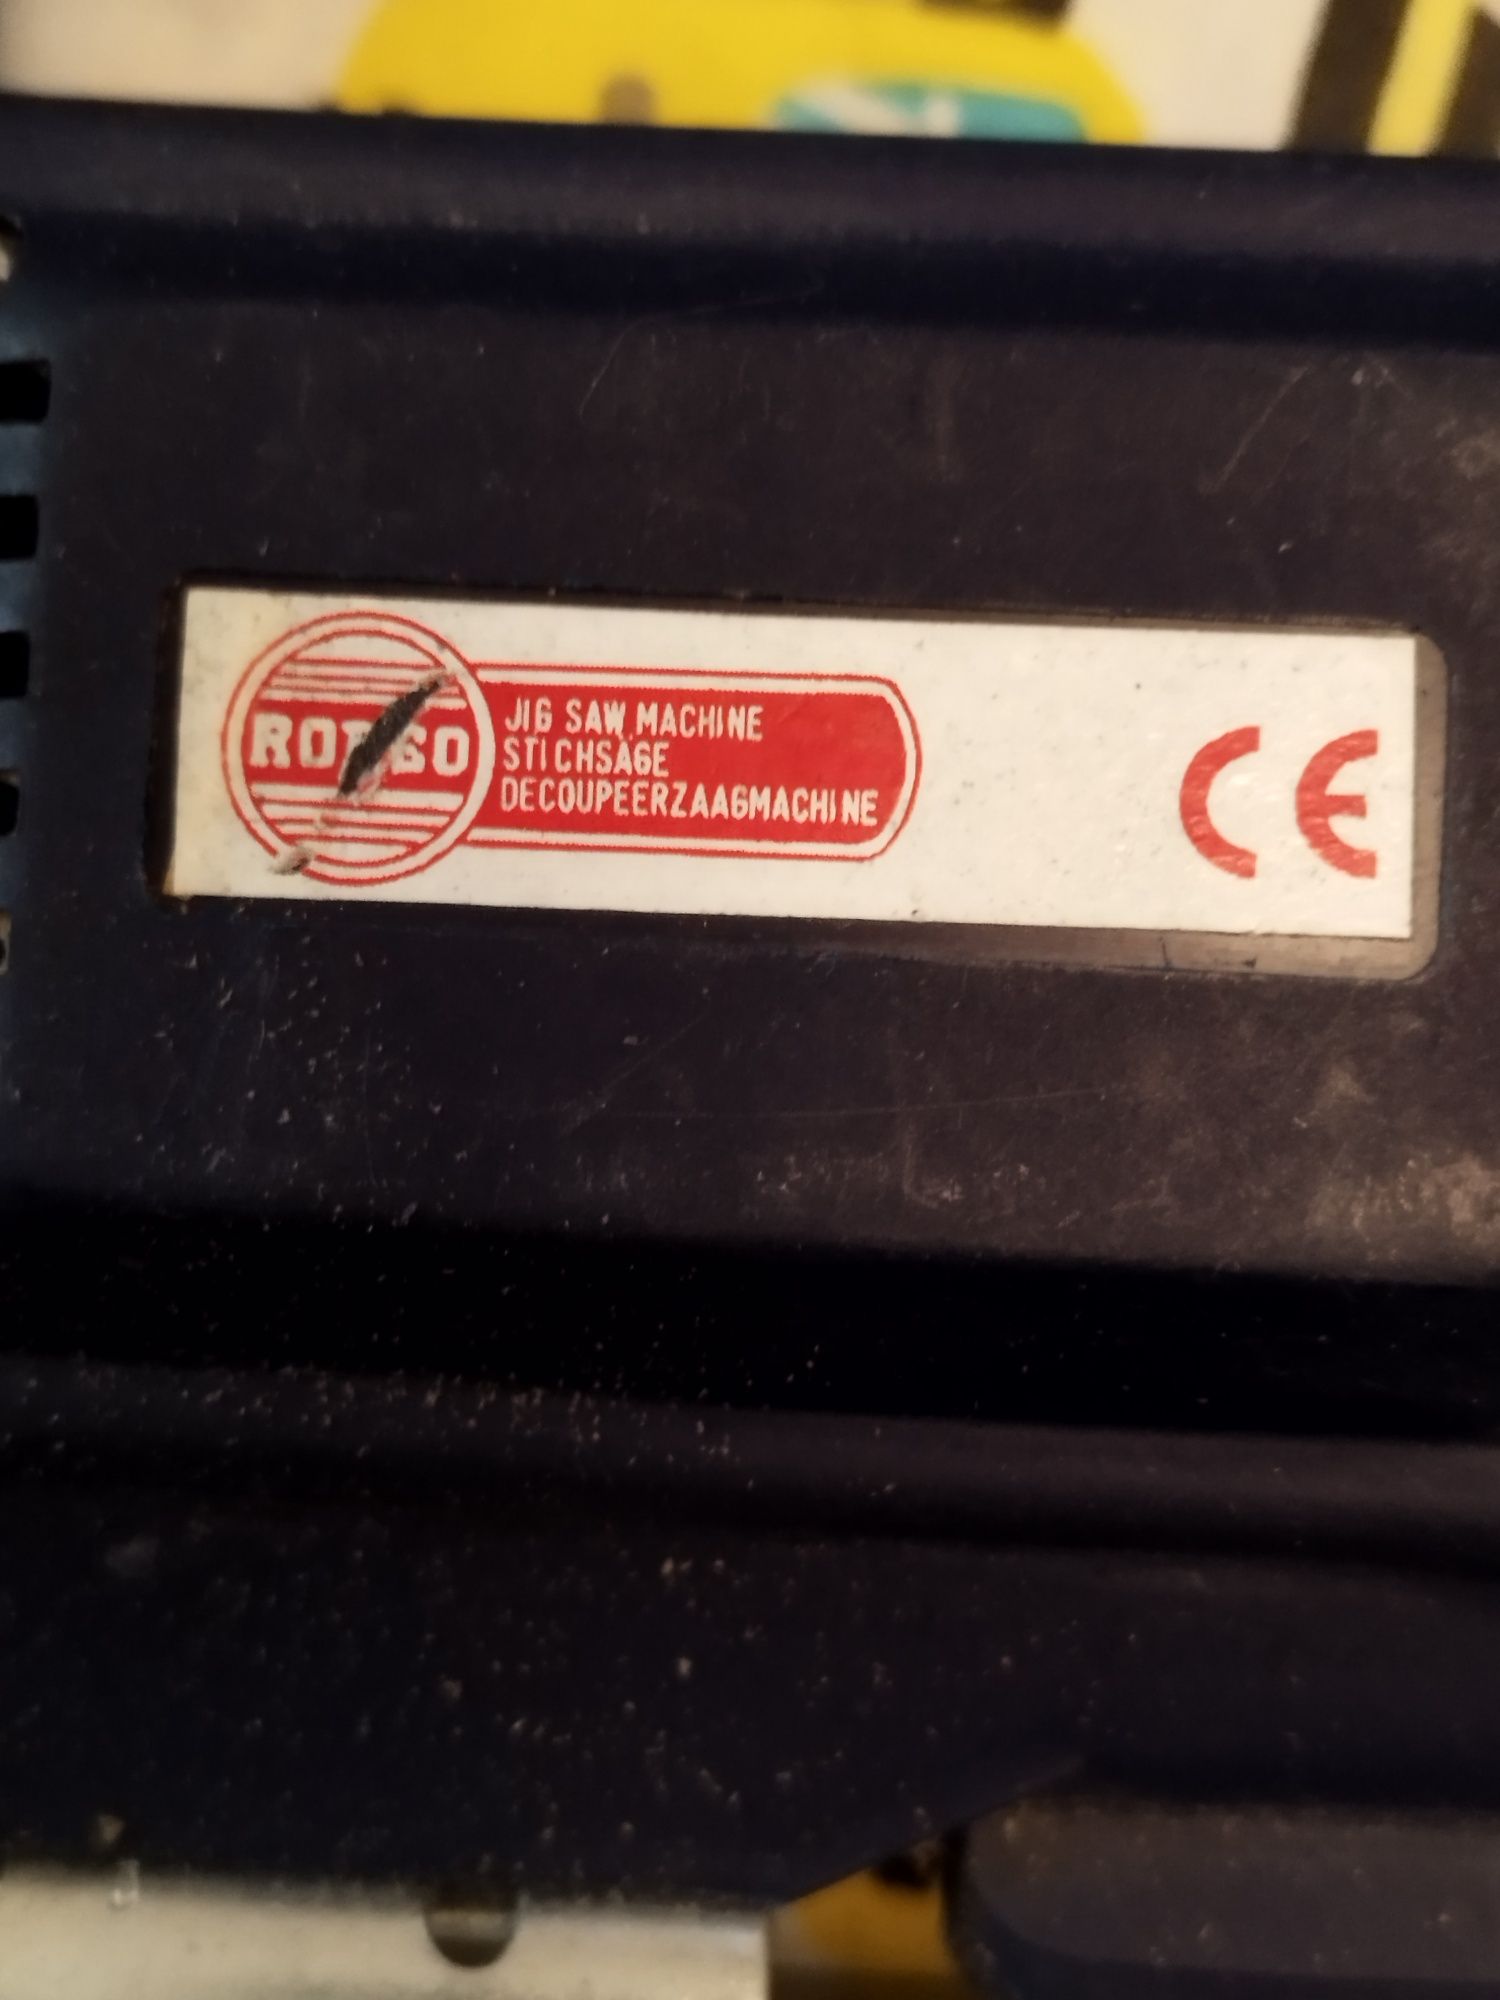 JIG SAW MACHINE
STICHSAGE
DECOUPEERZAAGMACHINE
CE